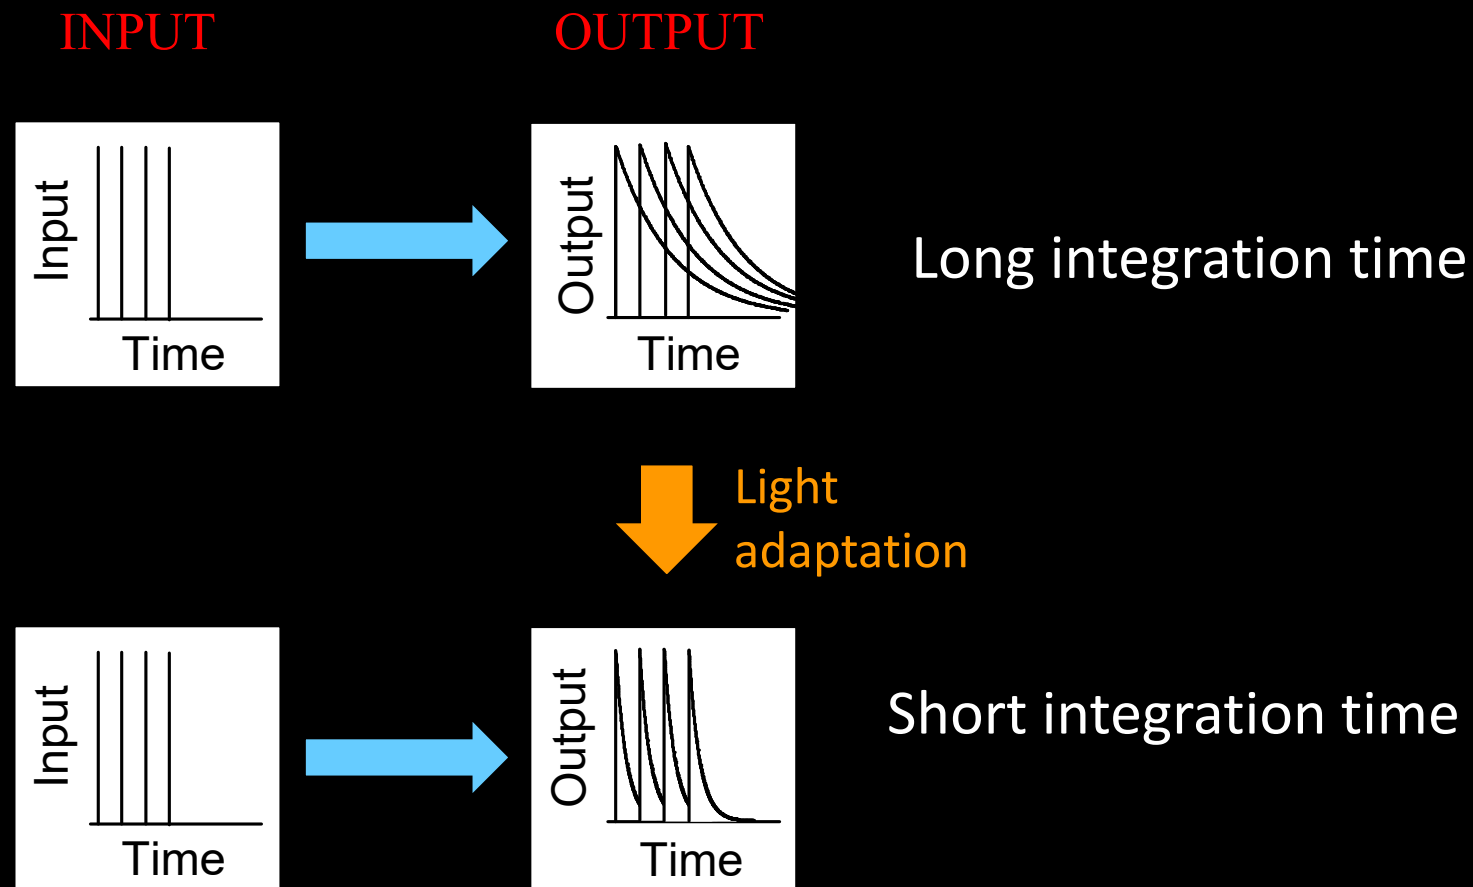 INPUT
OUTPUT
Input
Time
Output
Time
Long integration time
Light
adaptation
Input
Time
Output
Time
Short integration time